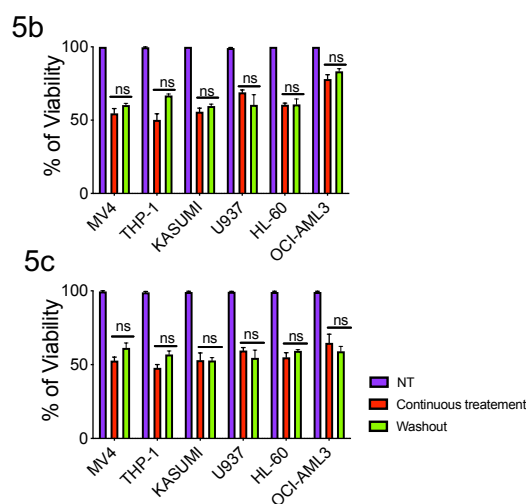 5b
% of Viability
100
50
0
ns ns ns ns ns ns
MV4 THP-1 KASUMI U937 HL-60 OCI-AML3
5c
% of Viability
100
50
0
ns ns ns ns ns ns
MV4 THP-1 KASUMI U937 HL-60 OCI-AML3
NT
Continuous treatement
Washout